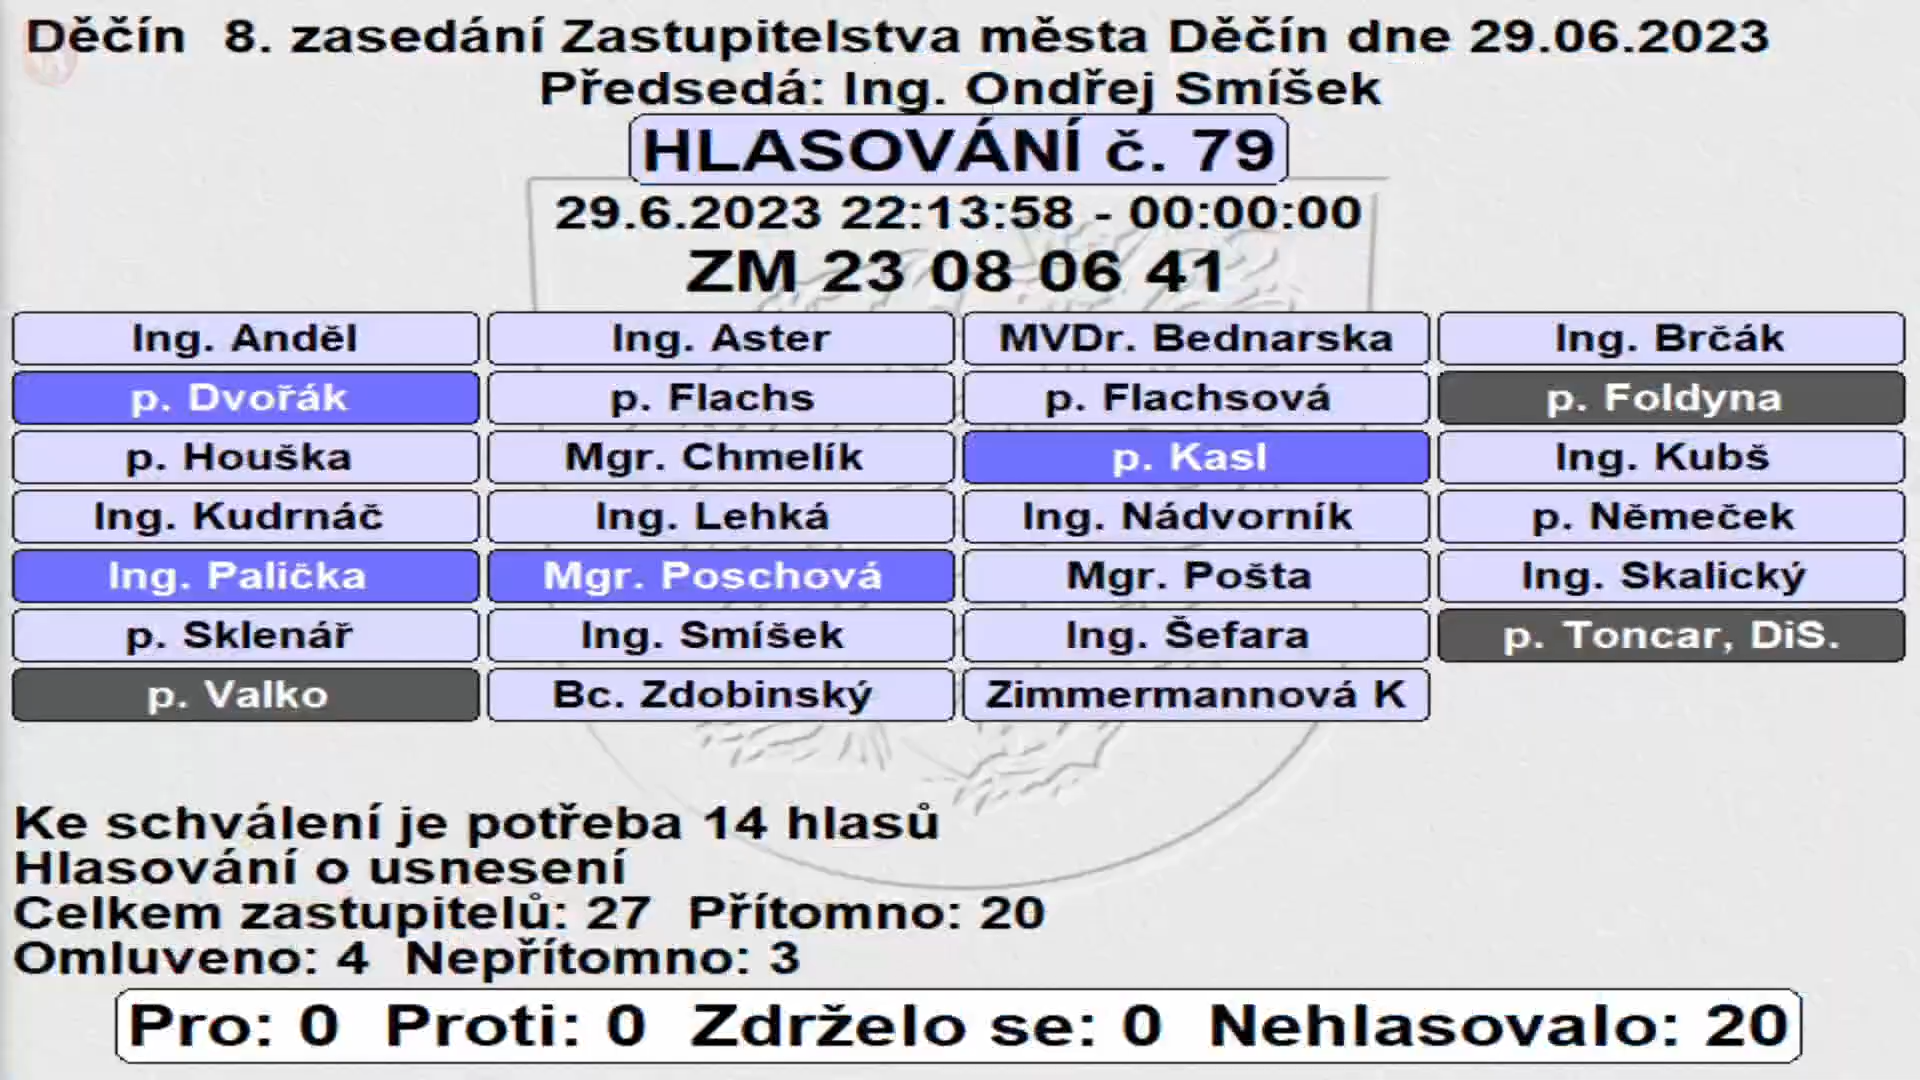 Děčín 8. zasedání Zastupitelstva města Děčín dne 29.06.2023
Předsedá: Ing. Ondřej Smíšek
HLASOVÁNÍ č. 79
29.6.2023 22:13:58 - 00:00:00
ZM 23 08 06 41
Ing. Anděl Ing. Aster MVDr. Bednarska Ing. Brčák
p. Dvořák p. Flachs p. Flachsová p. Foldyna
p. Houška Mgr. Chmelík p. Kasl Ing. Kubš
Ing. Kudrnáč Ing. Lehká Ing. Nádvorník p. Němeček
Ing. Palička Mgr. Poschová Mgr. Pošta Ing. Skalický
p. Sklenář Ing. Smíšek Ing. Šefara p. Toncar, DiS.
p. Valko Bc. Zdobinský Zimmermannová K
Ke schválení je potřeba 14 hlasů
Hlasování o usnesení
Celkem zastupitelů: 27 Přítomno: 20
Omluveno: 4 Nepřítomno: 3
Pro: 0 Proti: 0 Zdrželo se: 0 Nehlasovalo: 20